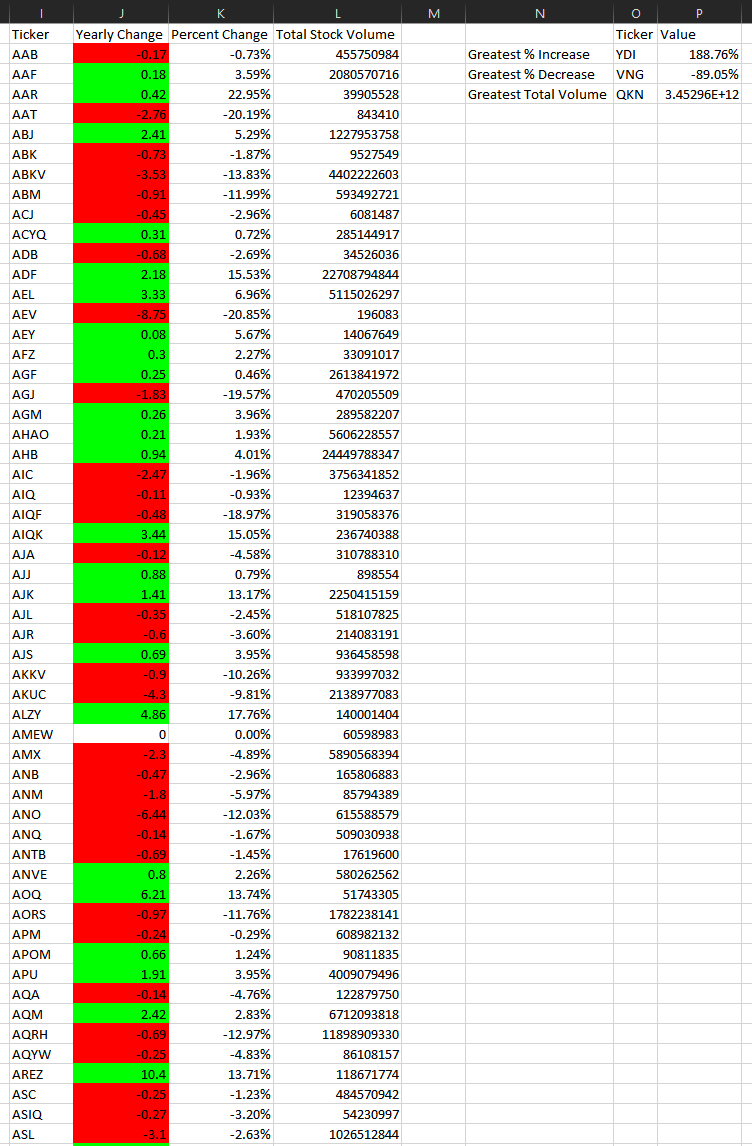 I J K L M N O P
Ticker Yearly Change Percent Change Total Stock Volume Ticker Value
AAB -0.17 -0.73% 455750984 Greatest % Increase YDI 188.76%
AAF 0.18 3.59% 2080570716 Greatest % Decrease VNG -89.05%
AAR 0.42 22.95% 39905528 Greatest Total Volume QKN 3.45296E+12
AAT -2.76 -20.19% 843410
ABJ 2.41 5.29% 1227953758
ABK -0.73 -1.87% 9527549
ABKV -3.53 -13.83% 4402222603
ABM -0.91 -11.99% 593492721
ACJ -0.45 -2.96% 6081487
ACYQ 0.31 0.72% 285144917
ADB -0.68 -2.69% 34526036
ADF 2.18 15.53% 22708794844
AEL 3.33 6.96% 5115026297
AEV -8.75 -20.85% 196083
AEY 0.08 5.67% 14067649
AFZ 0.3 2.27% 33091017
AGF 0.25 0.46% 2613841972
AGJ -1.83 -19.57% 470205509
AGM 0.26 3.96% 289582207
AHAO 0.21 1.93% 5606228557
AHB 0.94 4.01% 24449788347
AIC -2.47 -1.96% 3756341852
AIQ -0.11 -0.93% 12394637
AIQF -0.48 -18.97% 319058376
AIQK 3.44 15.05% 236740388
AJA -0.12 -4.58% 310788310
AJJ 0.88 0.79% 898554
AJK 1.41 13.17% 2250415159
AJL -0.35 -2.45% 518107825
AJR -0.6 -3.60% 214083191
AJS 0.69 3.95% 936458598
AKKV -0.9 -10.26% 933997032
AKUC -4.3 -9.81% 2138977083
ALZY 4.86 17.76% 140001404
AMEW 0 0.00% 60598983
AMX -2.3 -4.89% 5890568394
ANB -0.47 -2.96% 165806883
ANM -1.8 -5.97% 85794389
ANO -6.44 -12.03% 615588579
ANQ -0.14 -1.67% 509030938
ANTB -0.69 -1.45% 17619600
ANVE 0.8 2.26% 580262562
AOQ 6.21 13.74% 51743305
AORS -0.97 -11.76% 1782238141
APM -0.24 -0.29% 608982132
APOM 0.66 1.24% 90811835
APU 1.91 3.95% 4009079496
AQA -0.14 -4.76% 122879750
AQM 2.42 2.83% 6712093818
AQRH -0.69 -12.97% 11898909330
AQYW -0.25 -4.83% 86108157
AREZ 10.4 13.71% 118671774
ASC -0.25 -1.23% 484570942
ASIQ -0.27 -3.20% 54230997
ASL -3.1 -2.63% 1026512844